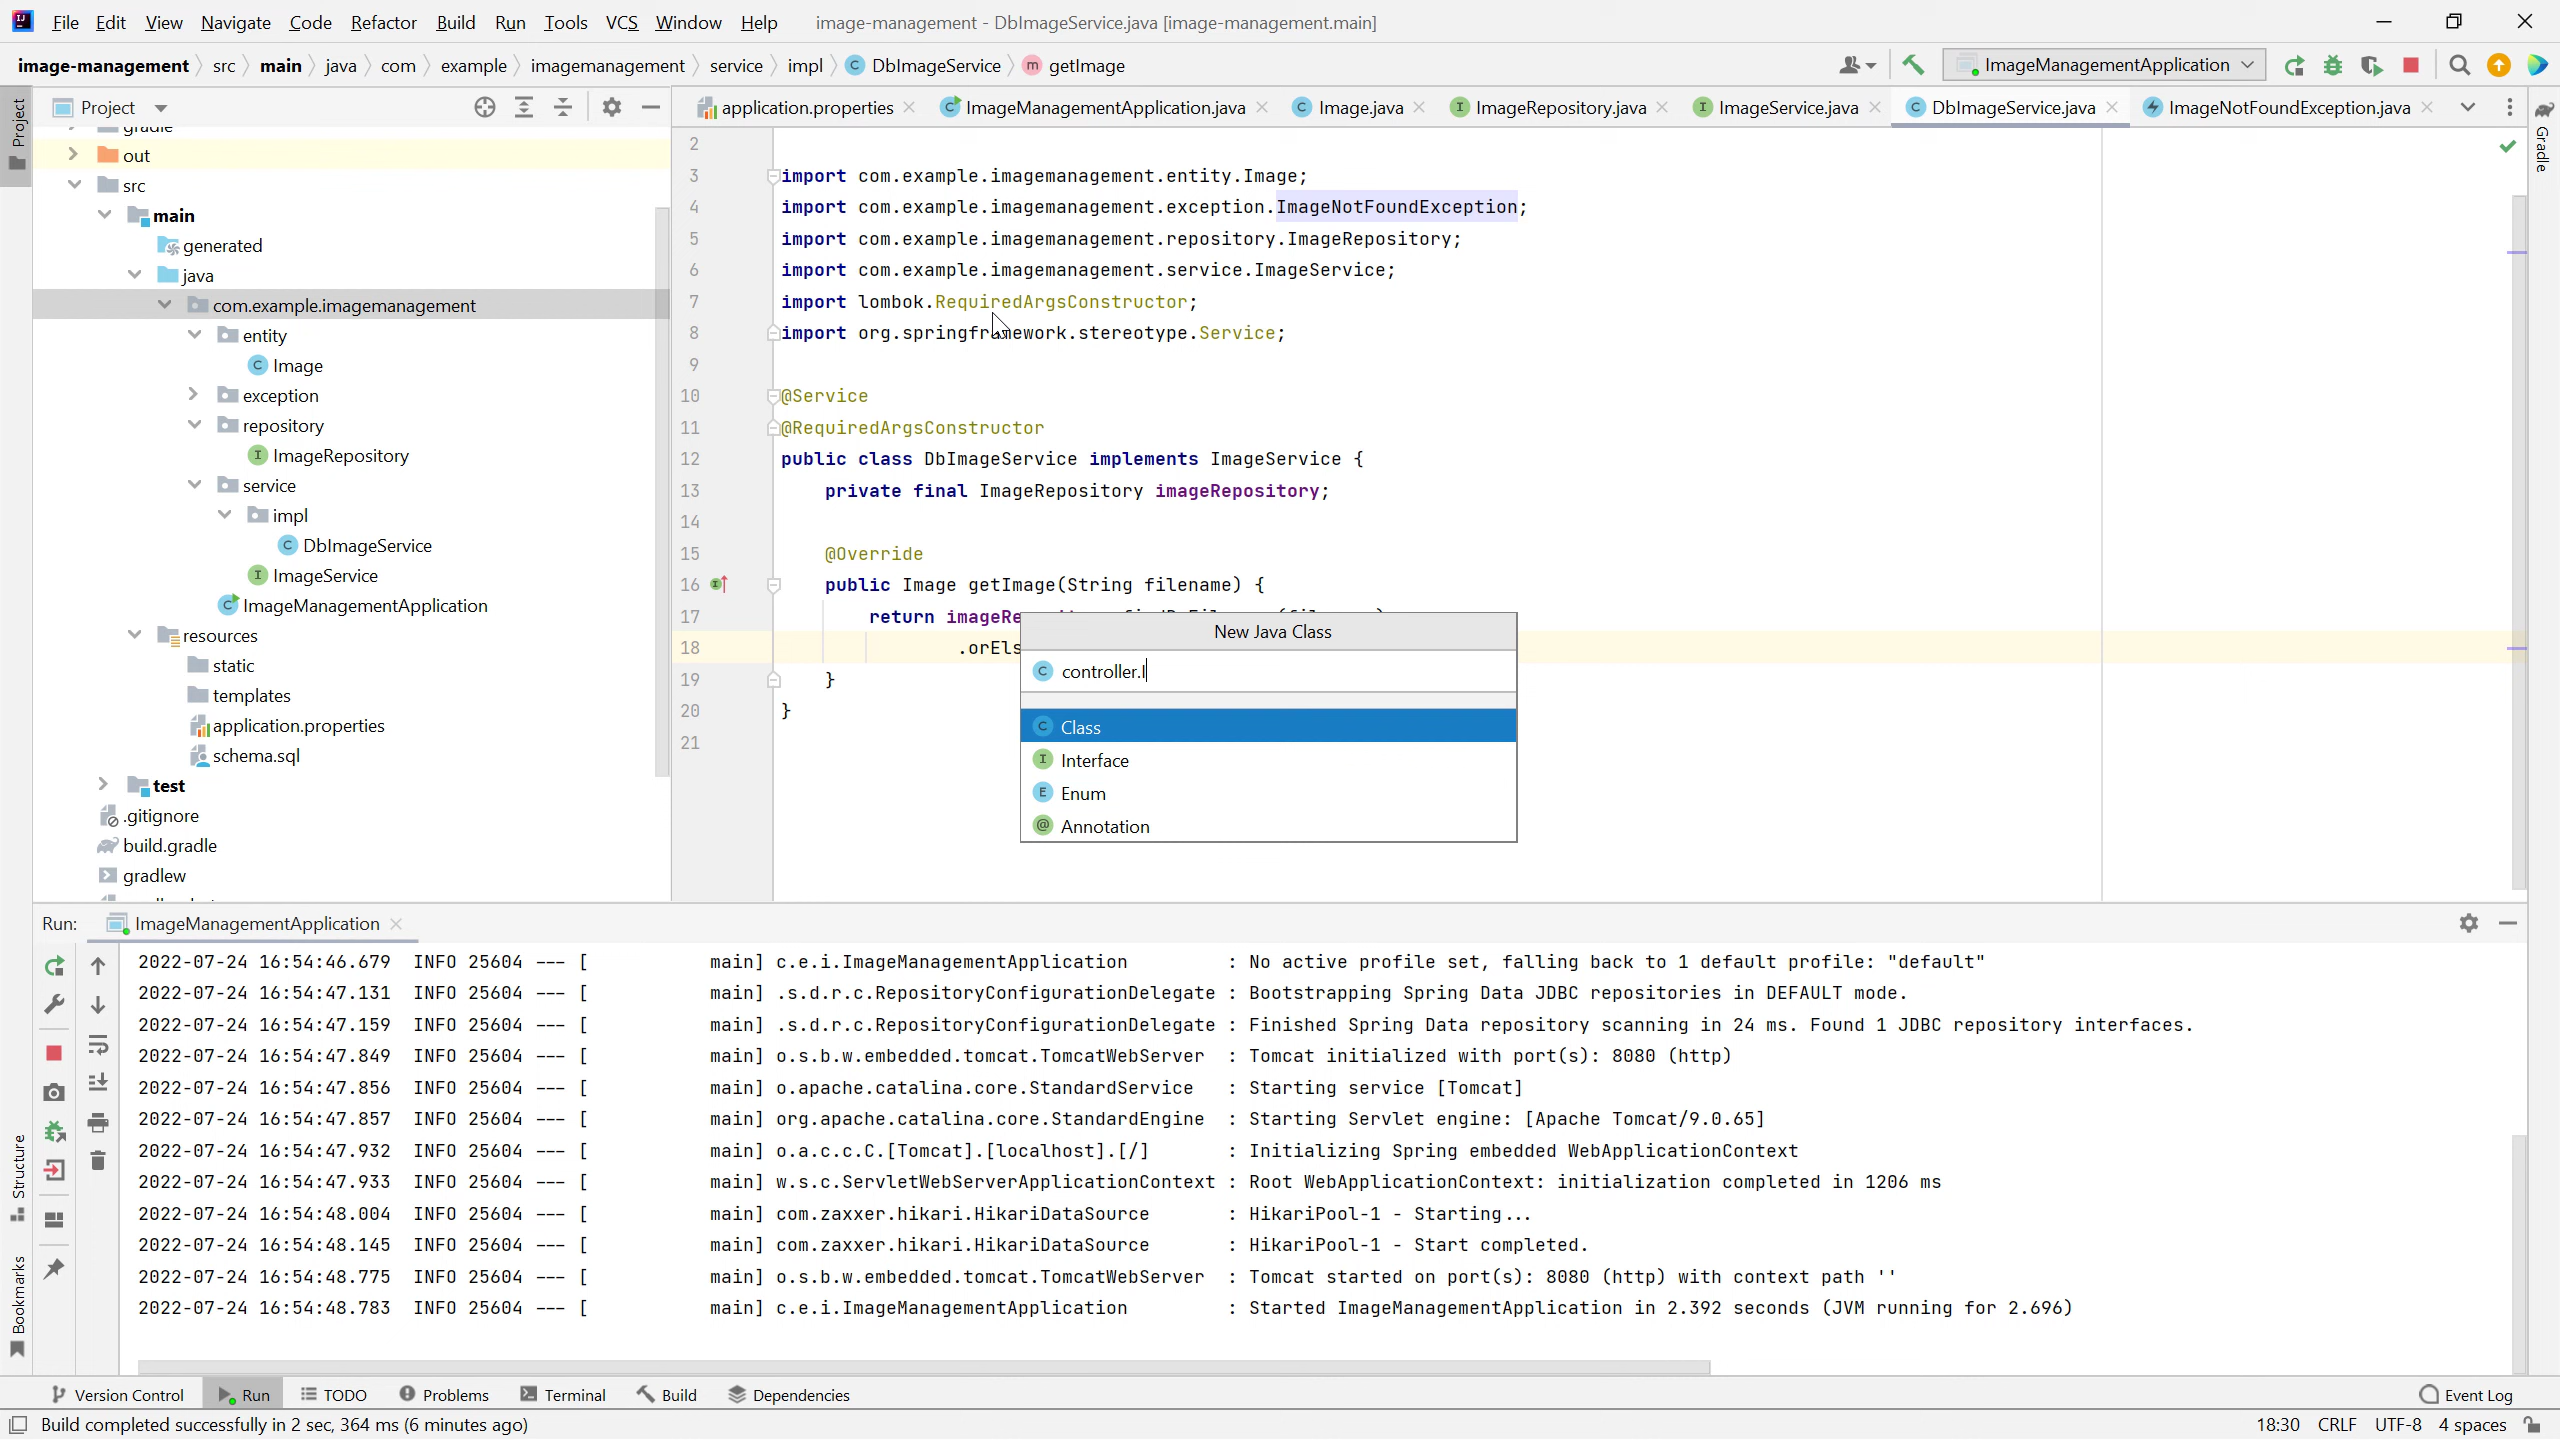 File Edit View Navigate Code Refactor Build Run Tools VCS Window Help image-management - DbImageService.java [image-management.main]
image-management src main java com example imagemanagement service impl DbImageService getImage ImageManagementApplication
Project
application.properties ImageManagementApplication.java Image.java ImageRepository.java ImageService.java DbImageService.java ImageNotFoundException.java
Project
Gradle
gradle
out
src
main
generated
java
com.example.imagemanagement
entity
Image
exception
repository
ImageRepository
service
impl
DbImageService
ImageService
ImageManagementApplication
resources
static
templates
application.properties
schema.sql
test
.gitignore
build.gradle
gradlew
2
3 import com.example.imagemanagement.entity.Image;
4 import com.example.imagemanagement.exception.ImageNotFoundException;
5 import com.example.imagemanagement.repository.ImageRepository;
6 import com.example.imagemanagement.service.ImageService;
7 import lombok.RequiredArgsConstructor;
8 import org.springframework.stereotype.Service;
9
10 @Service
11 @RequiredArgsConstructor
12 public class DbImageService implements ImageService {
13 private final ImageRepository imageRepository;
14
15 @Override
16 public Image getImage(String filename) {
17 return imageRe
18 .orEls
19 }
20 }
21
New Java Class
controller.I
Class
Interface
Enum
Annotation
Run: ImageManagementApplication
2022-07-24 16:54:46.679 INFO 25604 --- [ main] c.e.i.ImageManagementApplication : No active profile set, falling back to 1 default profile: "default"
2022-07-24 16:54:47.131 INFO 25604 --- [ main] .s.d.r.c.RepositoryConfigurationDelegate : Bootstrapping Spring Data JDBC repositories in DEFAULT mode.
2022-07-24 16:54:47.159 INFO 25604 --- [ main] .s.d.r.c.RepositoryConfigurationDelegate : Finished Spring Data repository scanning in 24 ms. Found 1 JDBC repository interfaces.
2022-07-24 16:54:47.849 INFO 25604 --- [ main] o.s.b.w.embedded.tomcat.TomcatWebServer : Tomcat initialized with port(s): 8080 (http)
2022-07-24 16:54:47.856 INFO 25604 --- [ main] o.apache.catalina.core.StandardService : Starting service [Tomcat]
2022-07-24 16:54:47.857 INFO 25604 --- [ main] org.apache.catalina.core.StandardEngine : Starting Servlet engine: [Apache Tomcat/9.0.65]
2022-07-24 16:54:47.932 INFO 25604 --- [ main] o.a.c.c.C.[Tomcat].[localhost].[/] : Initializing Spring embedded WebApplicationContext
2022-07-24 16:54:47.933 INFO 25604 --- [ main] w.s.c.ServletWebServerApplicationContext : Root WebApplicationContext: initialization completed in 1206 ms
2022-07-24 16:54:48.004 INFO 25604 --- [ main] com.zaxxer.hikari.HikariDataSource : HikariPool-1 - Starting...
2022-07-24 16:54:48.145 INFO 25604 --- [ main] com.zaxxer.hikari.HikariDataSource : HikariPool-1 - Start completed.
2022-07-24 16:54:48.775 INFO 25604 --- [ main] o.s.b.w.embedded.tomcat.TomcatWebServer : Tomcat started on port(s): 8080 (http) with context path ''
2022-07-24 16:54:48.783 INFO 25604 --- [ main] c.e.i.ImageManagementApplication : Started ImageManagementApplication in 2.392 seconds (JVM running for 2.696)
Structure
Bookmarks
Version Control Run TODO Problems Terminal Build Dependencies Event Log
Build completed successfully in 2 sec, 364 ms (6 minutes ago) 18:30 CRLF UTF-8 4 spaces